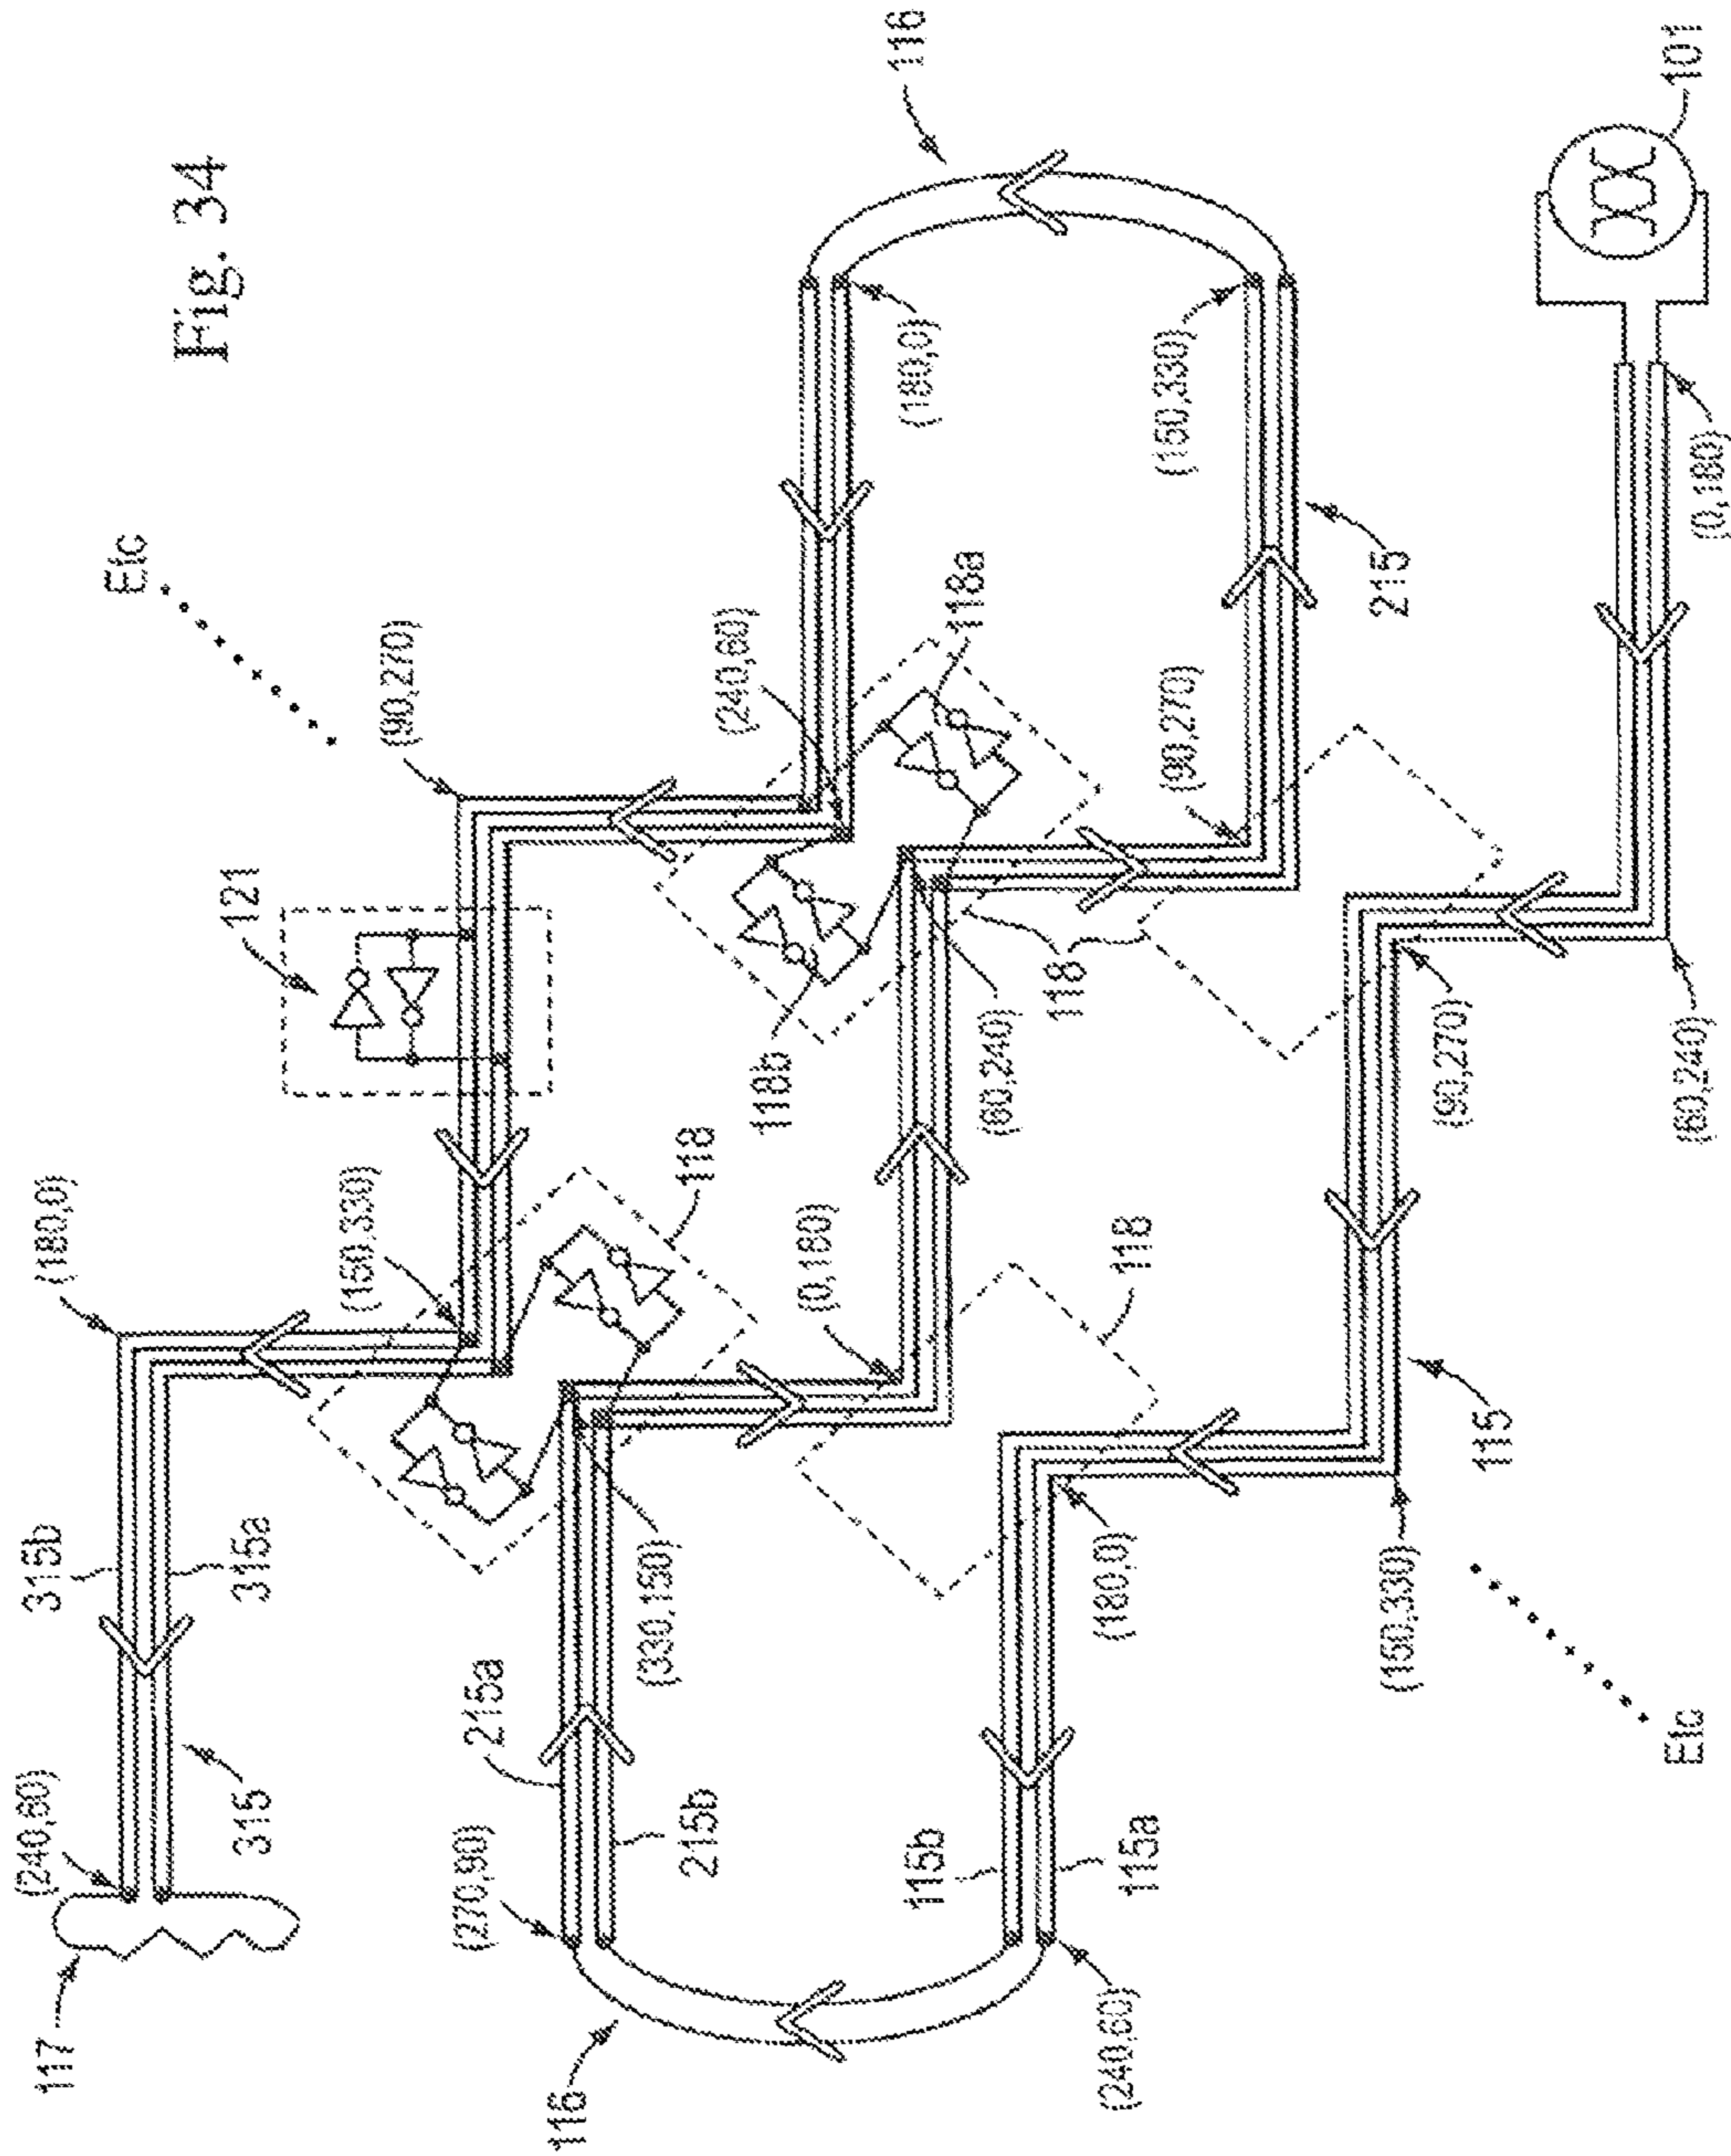 Fig. 34
117
(240,60)
315
315b
315a
(180,0)
(150,330)
121
(90,270)
Etc
116
(270,90)
215a
215b
(330,150)
118
118b
(240,60)
118a
(180,0)
116
115b
115a
(240,60)
(180,0)
118
(0,180)
(60,240)
118
(90,270)
(150,330)
215
Etc
(150,330)
115
(90,270)
(60,240)
(0,180)
101